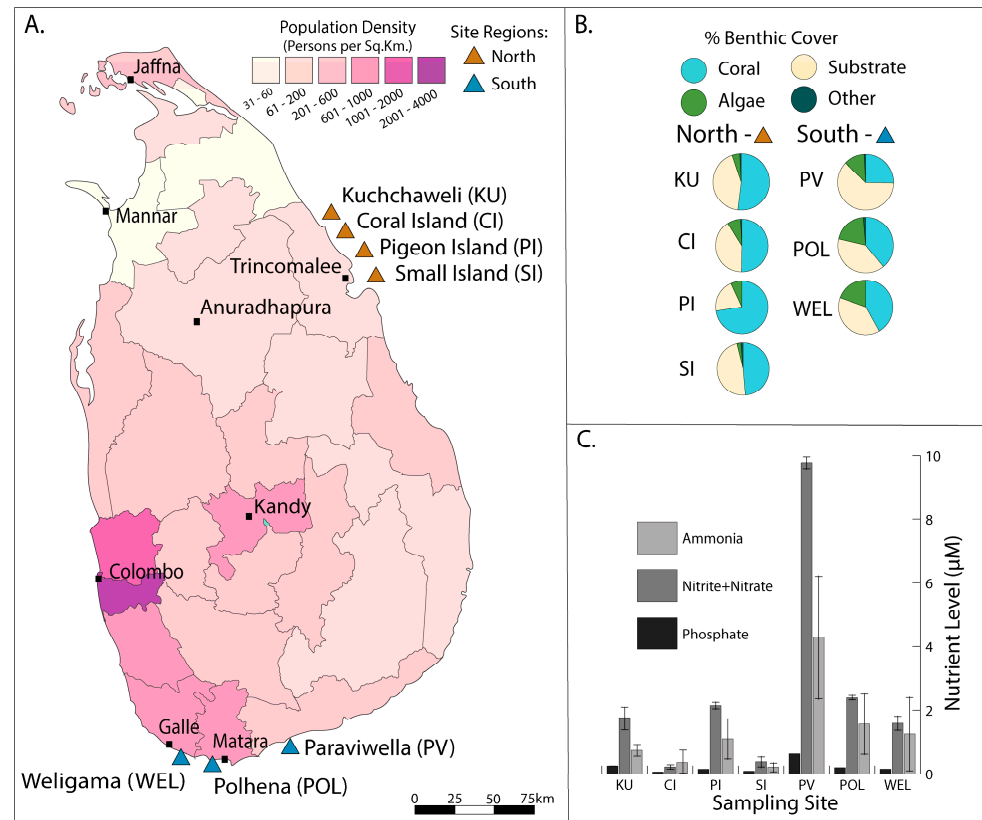 A.
Population Density
(Persons per Sq.Km.)
31 - 60
61 - 200
201 - 600
601 - 1000
1001 - 2000
2001 - 4000
Site Regions:
North
South
Jaffna
Mannar
Kuchchaweli (KU)
Coral Island (CI)
Pigeon Island (PI)
Trincomalee
Small Island (SI)
Anuradhapura
Kandy
Colombo
Galle
Matara
Paraviwella (PV)
Weligama (WEL)
Polhena (POL)
0 25 50 75km
B.
% Benthic Cover
Coral
Substrate
Algae
Other
North -
South -
KU
PV
CI
POL
PI
WEL
SI
C.
Ammonia
Nitrite+Nitrate
Phosphate
10
8
6
4
2
0
Nutrient Level (µM)
KU CI PI SI PV POL WEL
Sampling Site